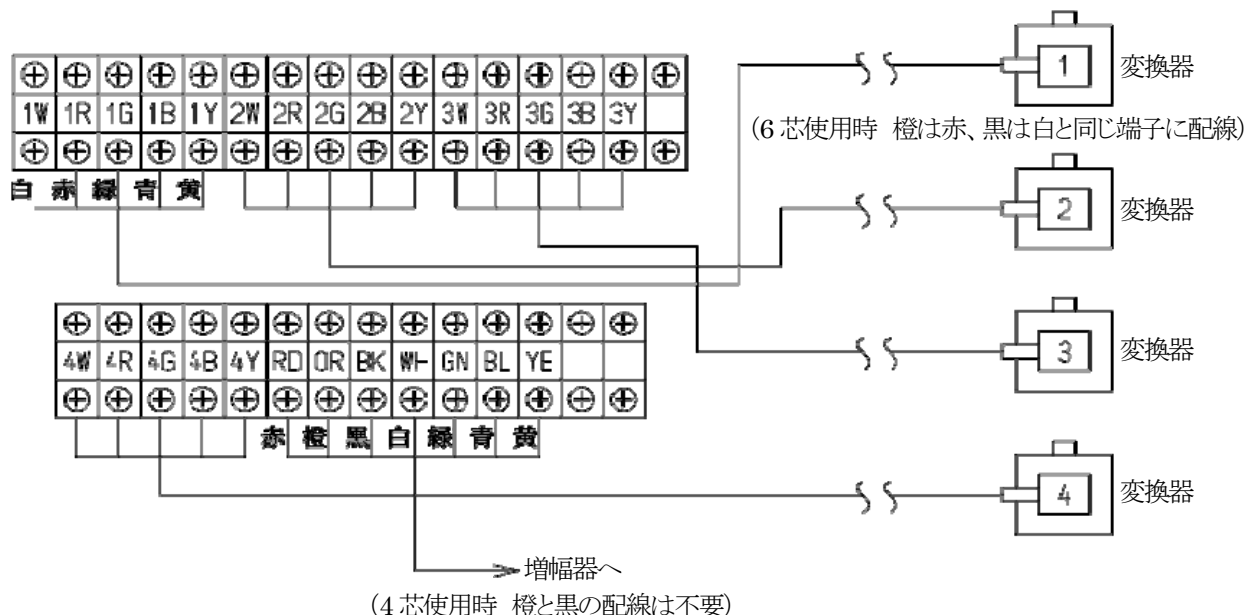 1W 1R 1G 1B 1Y 2W 2R 2G 2B 2Y 3W 3R 3G 3B 3Y
白 赤 緑 青 黄
1 変換器
(6芯使用時 橙は赤、黒は白と同じ端子に配線)
2 変換器
4W 4R 4G 4B 4Y RD OR BK WH GN BL YE
3 変換器
赤 橙 黒 白 緑 青 黄
4 変換器
増幅器へ
(4芯使用時 橙と黒の配線は不要)